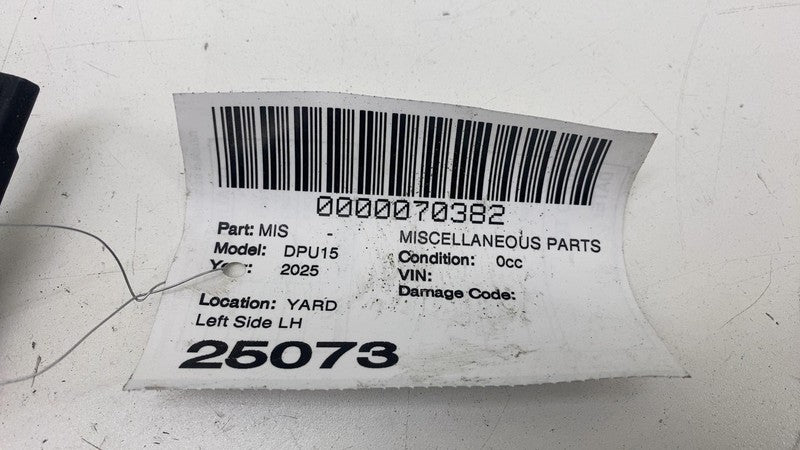 0000070382
Part: MIS - MISCELLANEOUS PARTS
Model: DPU15 Condition: 0cc
Year: 2025 VIN:
Damage Code:
Location: YARD
Left Side LH
25073